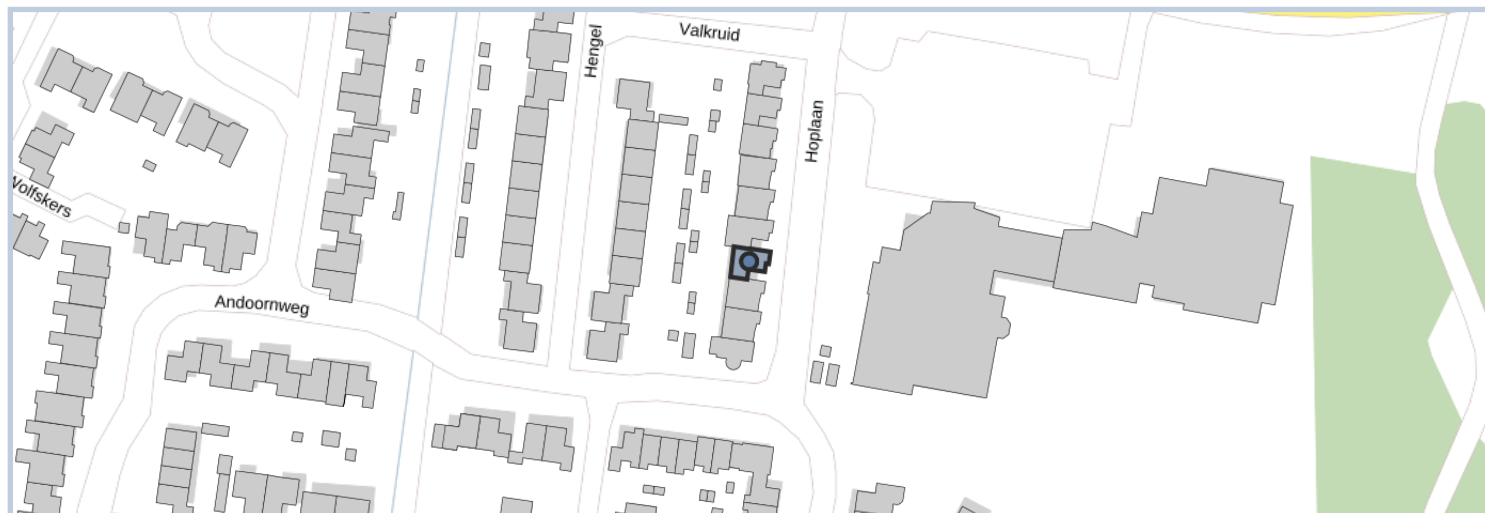 Valkruid
Hengel
Hoplaan
Wolfskers
Andoornweg